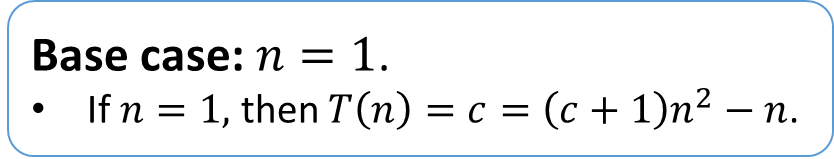 Base case: n = 1.
• If n = 1, then T(n) = c = (c + 1)n² − n.